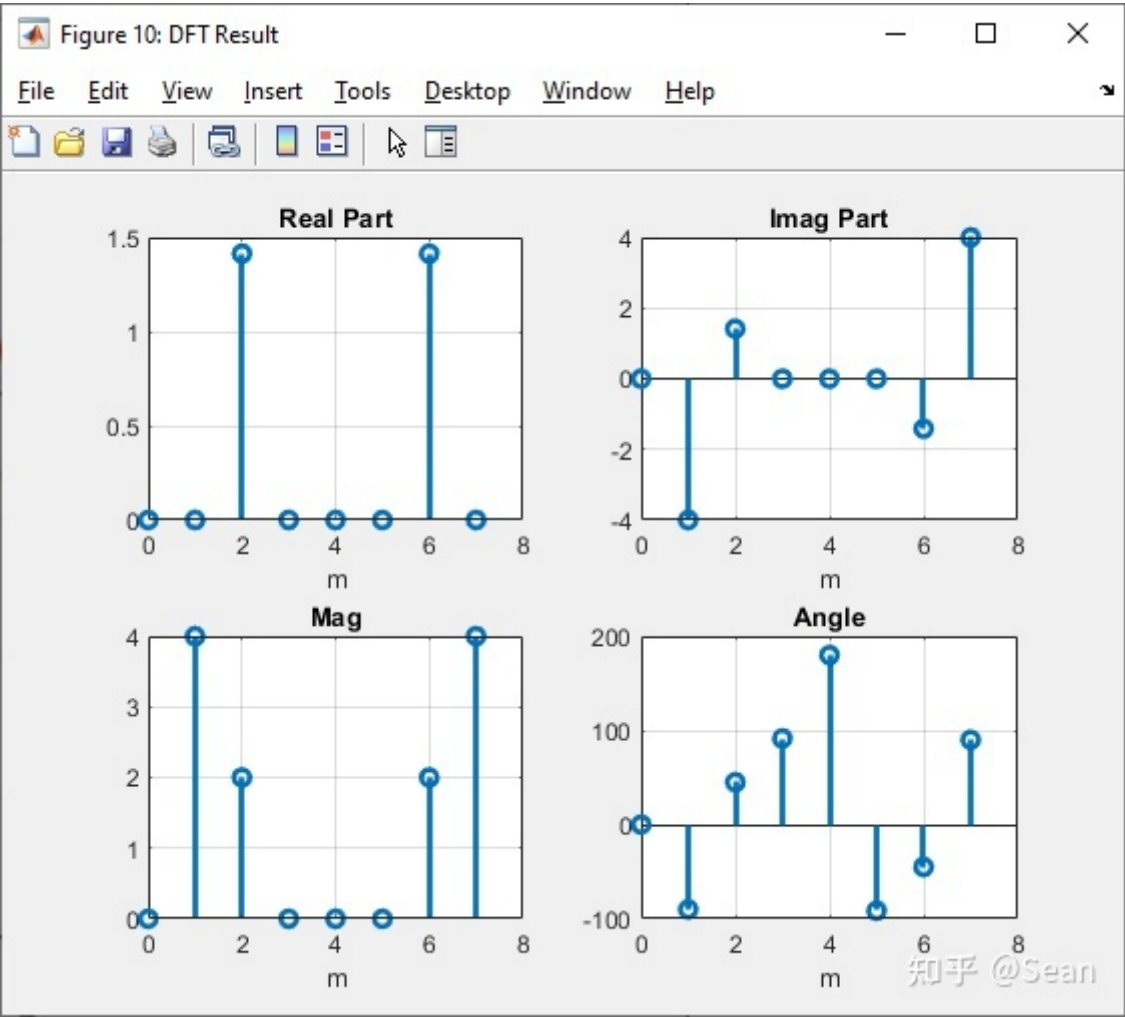 Figure 10: DFT Result
File Edit View Insert Tools Desktop Window Help
Real Part
1.5
1
0.5
0
0 2 4 6 8
m
Imag Part
4
2
0
-2
-4
0 2 4 6 8
m
Mag
4
3
2
1
0
0 2 4 6 8
m
Angle
200
100
0
-100
0 2 4 6 8
m
知乎 @Sean